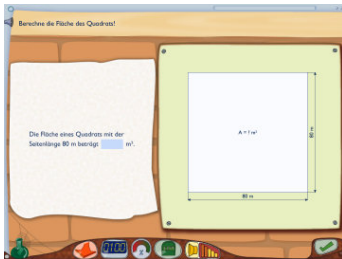 Berechne die Fläche des Quadrats!
Die Fläche eines Quadrats mit der
Seitenlänge 80 m beträgt m².
A = ? m²
80 m
80 m